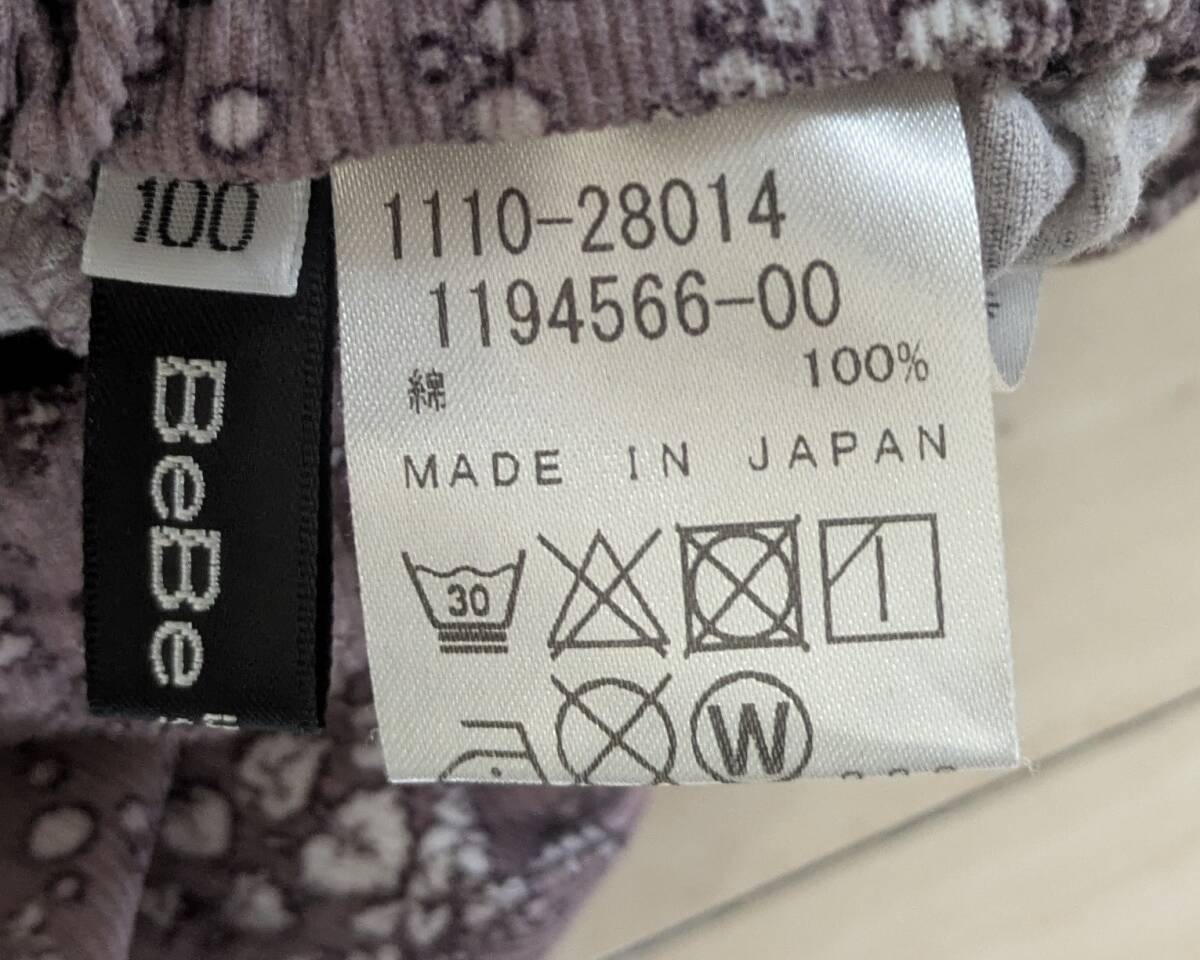 100
BeBe
1110-28014
1194566-00
綿 100%
MADE IN JAPAN
30
W